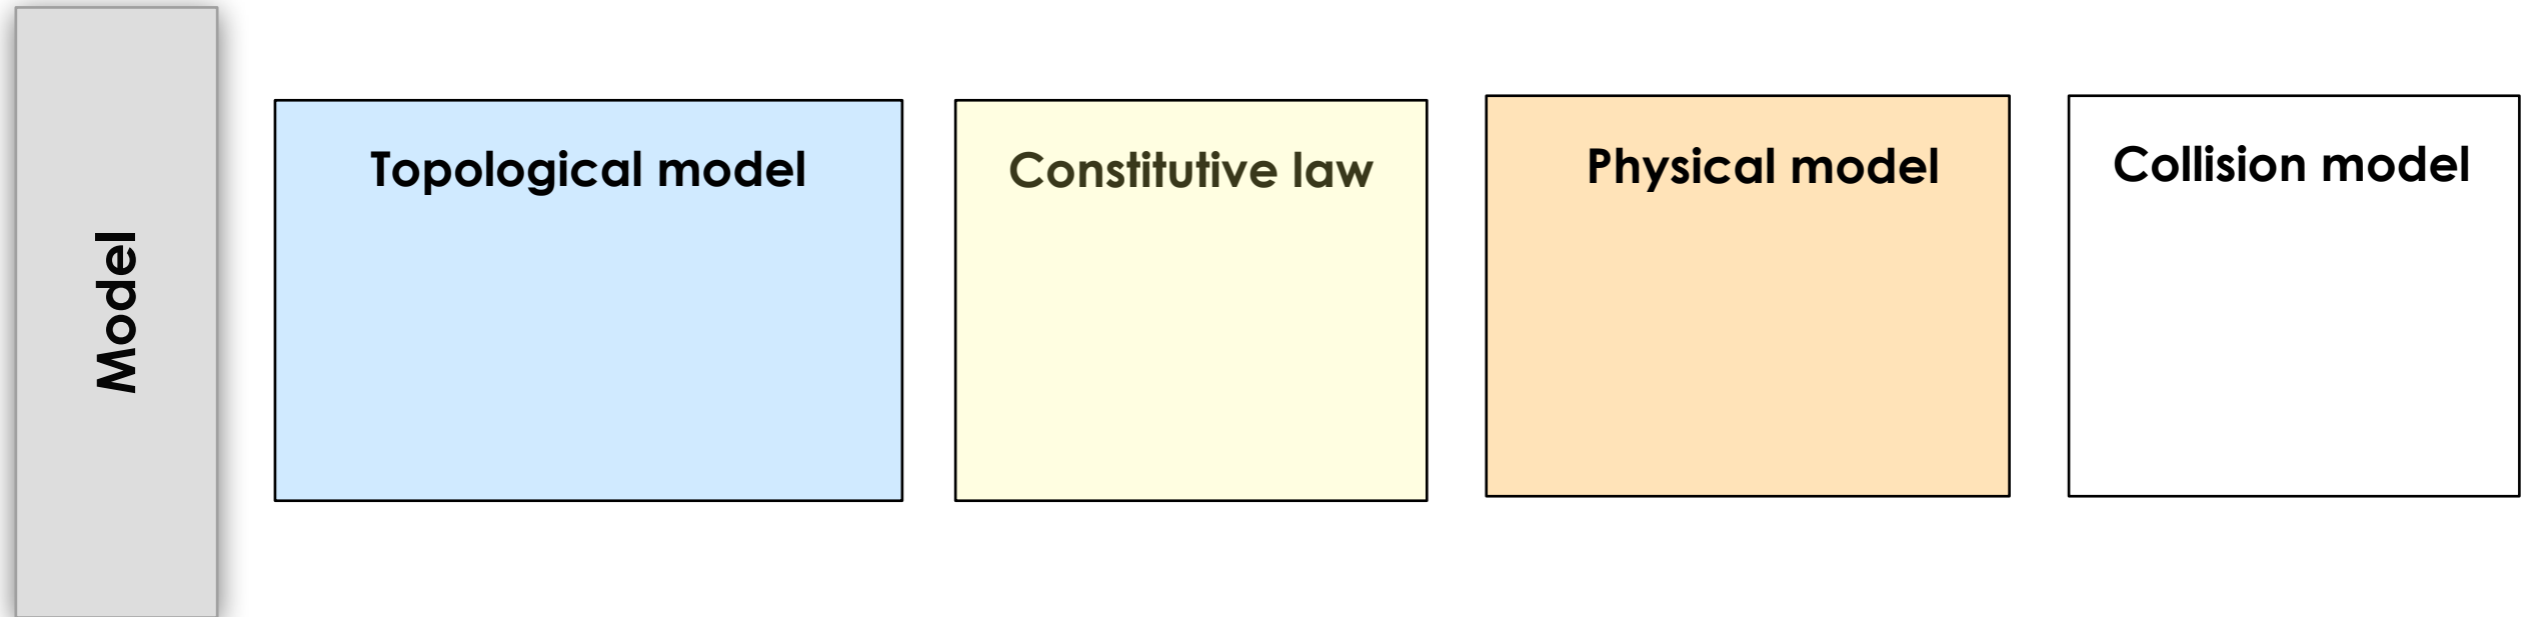 Model
Topological model
Constitutive law
Physical model
Collision model